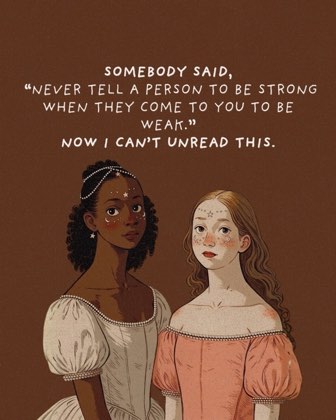 SOMEBODY SAID,
“NEVER TELL A PERSON TO BE STRONG
WHEN THEY COME TO YOU TO BE
WEAK.”
NOW I CAN'T UNREAD THIS.